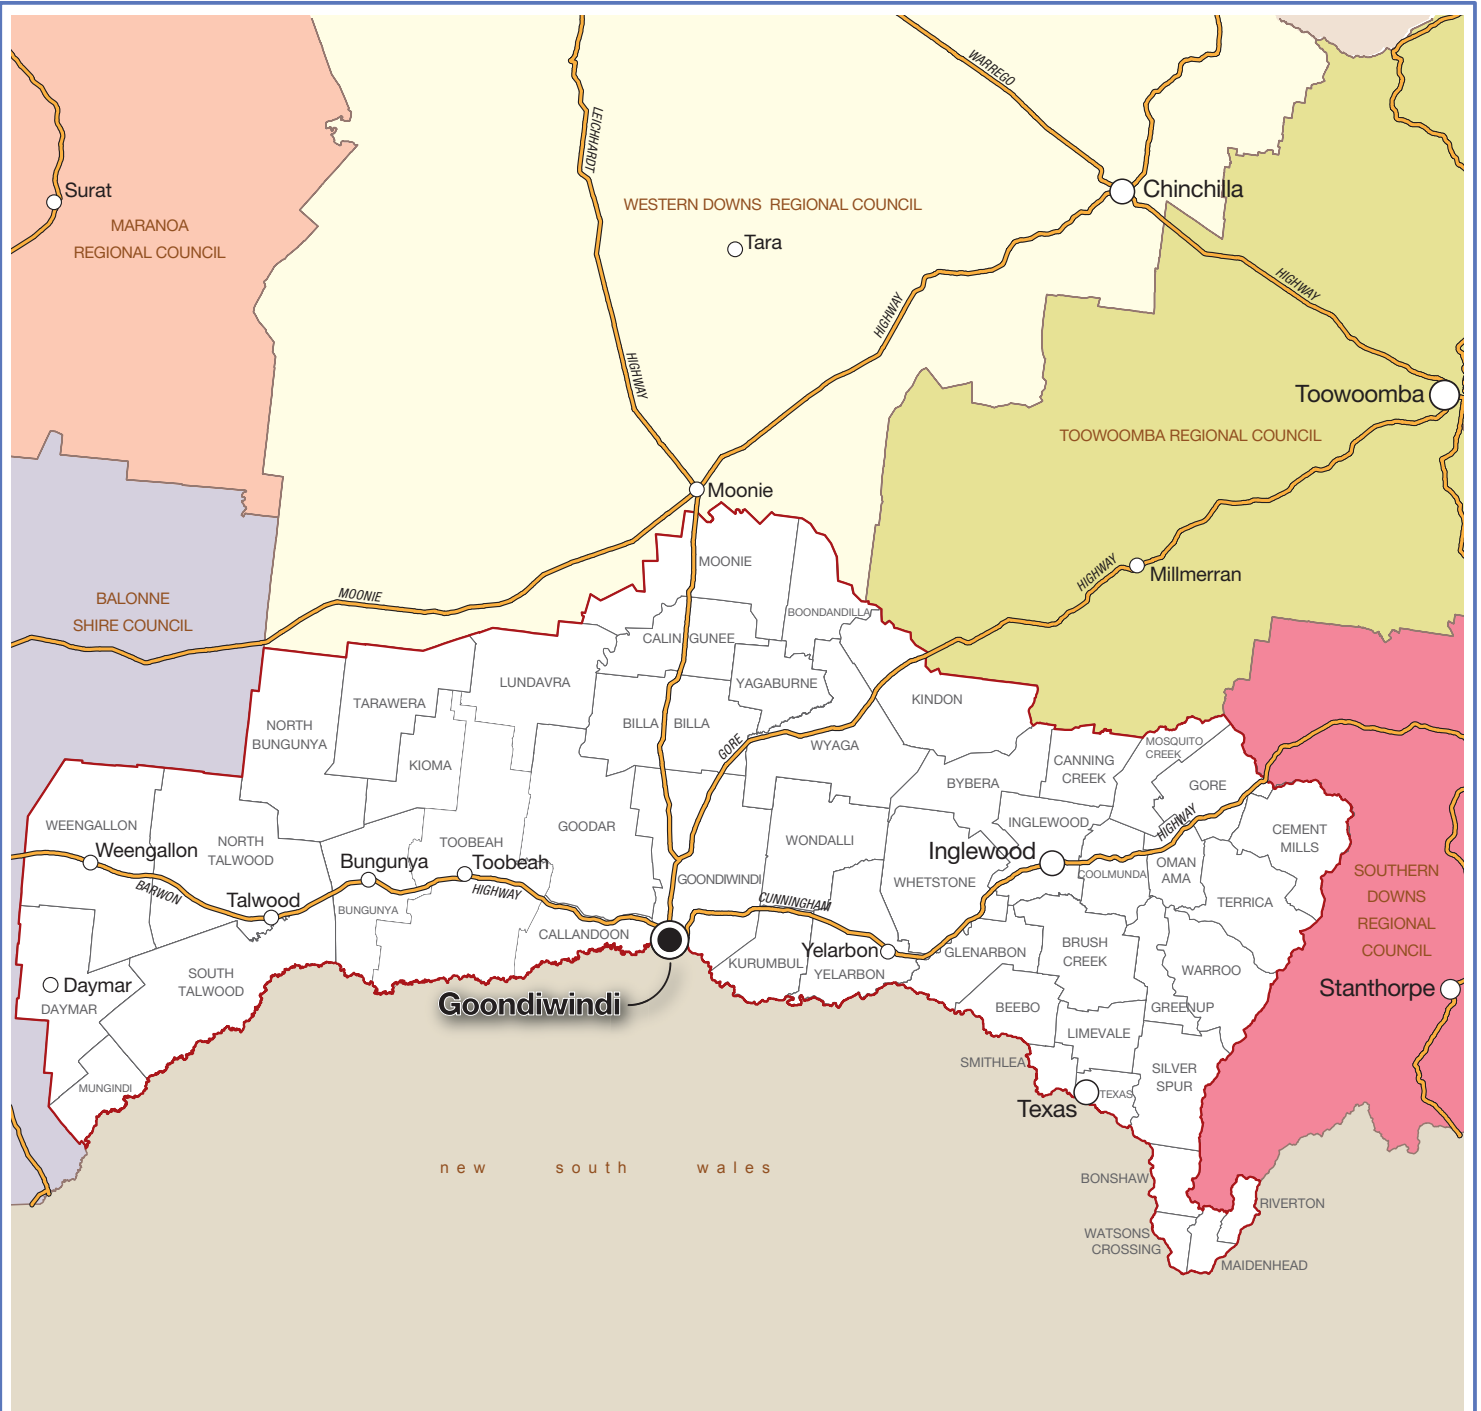 WARREGO
LEICHHARDT
Chinchilla
Surat
WESTERN DOWNS REGIONAL COUNCIL
MARANOA
REGIONAL COUNCIL
Tara
HIGHWAY
HIGHWAY
HIGHWAY
Toowoomba
TOOWOOMBA REGIONAL COUNCIL
Moonie
MOONIE
HIGHWAY
Millmerran
MOONIE
BALONNE
SHIRE COUNCIL
BOONDANDILLA
CALINGUNEE
LUNDAVRA
YAGABURNE
TARAWERA
KINDON
NORTH
BUNGUNYA
BILLA BILLA
GORE
WYAGA
MOSQUITO
CREEK
KIOMA
CANNING
CREEK
BYBERA
GORE
WEENGALLON
GOODAR
INGLEWOOD
HIGHWAY
CEMENT
MILLS
NORTH
TALWOOD
TOOBEAH
WONDALLI
Weengallon
Bungunya
Toobeah
Inglewood
OMAN
AMA
SOUTHERN
DOWNS
REGIONAL
COUNCIL
BARWON
HIGHWAY
GOONDIWINDI
WHETSTONE
COOLMUNDA
Talwood
BUNGUNYA
CUNNINGHAM
TERRICA
CALLANDOON
Yelarbon
GLENARBON
BRUSH
CREEK
KURUMBUL
YELARBON
WARROO
SOUTH
TALWOOD
Daymar
DAYMAR
Goondiwindi
BEEBO
GREENUP
Stanthorpe
LIMEVALE
SMITHLEA
SILVER
SPUR
MUNGINDI
TEXAS
Texas
new south wales
BONSHAW
RIVERTON
WATSONS
CROSSING
MAIDENHEAD